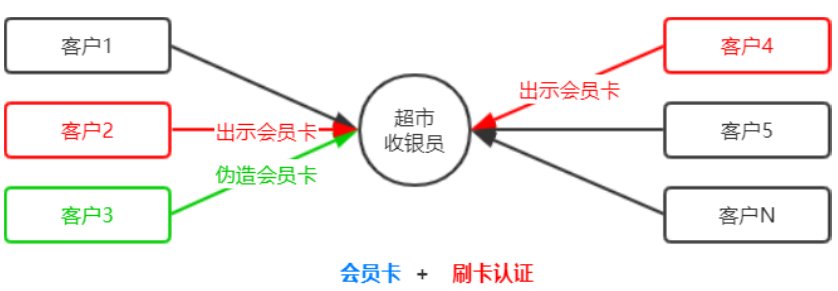 客户1
客户4
出示会员卡
超市
收银员
客户2
出示会员卡
客户5
伪造会员卡
客户3
客户N
会员卡 + 刷卡认证